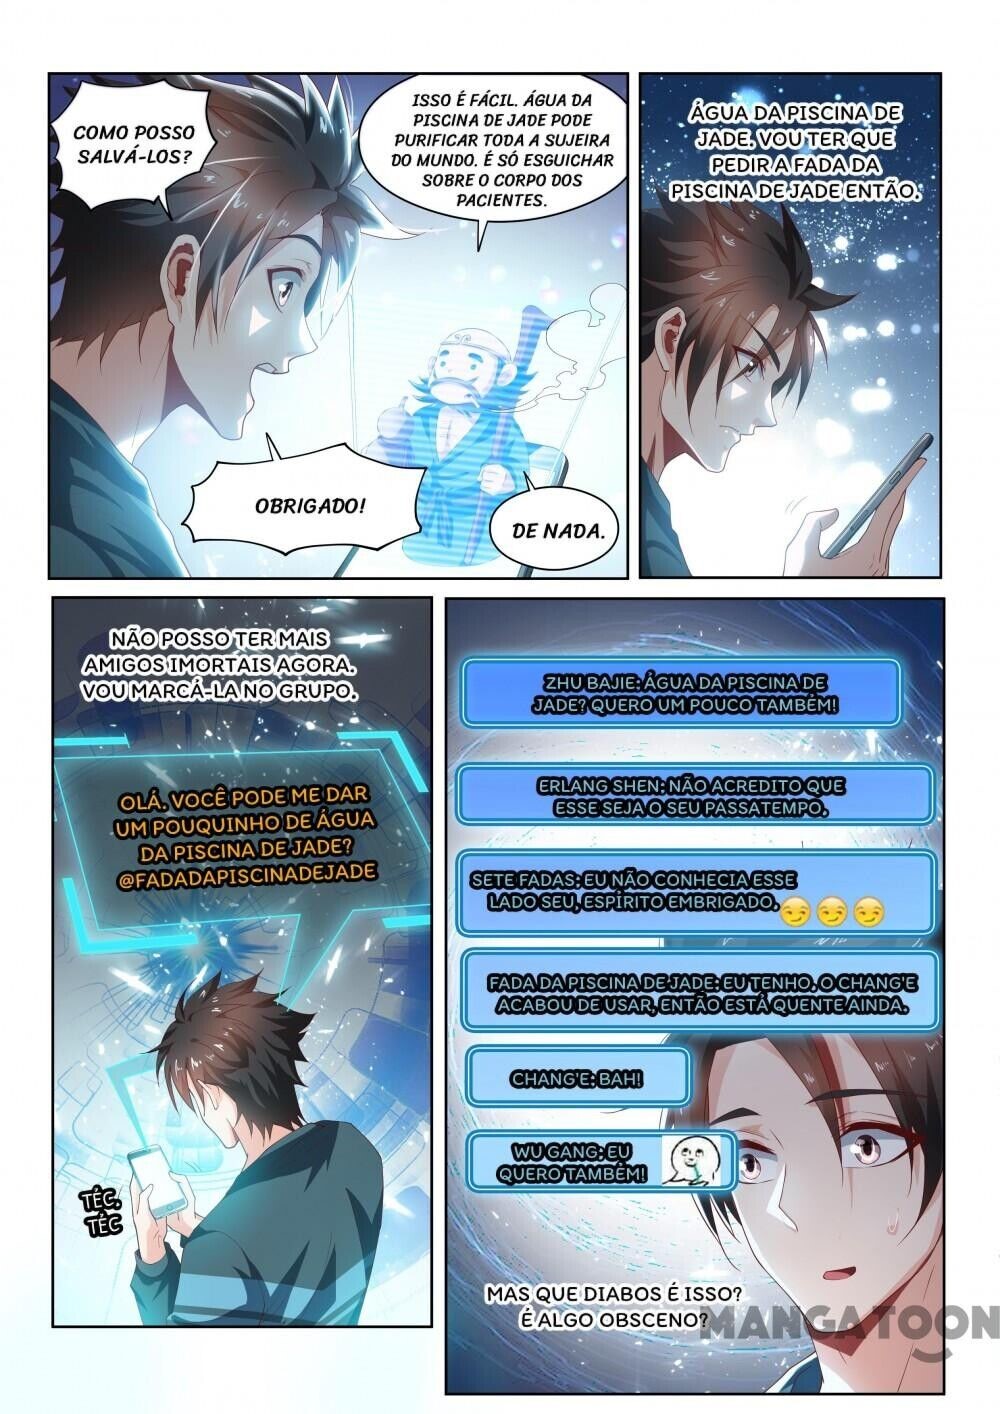 COMO POSSO
SALVÁ-LOS?
ISSO É FÁCIL. ÁGUA DA
PISCINA DE JADE PODE
PURIFICAR TODA A SUJEIRA
DO MUNDO. É SÓ ESGUICHAR
SOBRE O CORPO DOS
PACIENTES.
OBRIGADO!
DE NADA.
ÁGUA DA PISCINA DE
JADE. VOU TER QUE
PEDIR A FADA DA
PISCINA DE JADE ENTÃO.
NÃO POSSO TER MAIS
AMIGOS IMORTAIS AGORA.
VOU MARCÁ-LA NO GRUPO.
OLÁ. VOCÊ PODE ME DAR
UM POUQUINHO DE ÁGUA
DA PISCINA DE JADE?
@FADADAPISCINADEJADE
TÉC,
TÉC
ZHU BAJIE: ÁGUA DA PISCINA DE
JADE? QUERO UM POUCO TAMBÉM!
ERLANG SHEN: NÃO ACREDITO QUE
ESSE SEJA O SEU PASSATEMPO.
SETE FADAS: EU NÃO CONHECIA ESSE
LADO SEU, ESPÍRITO EMBRIGADO.
FADA DA PISCINA DE JADE: EU TENHO. O CHANG'E
ACABOU DE USAR, ENTÃO ESTÁ QUENTE AINDA.
CHANG'E: BAH!
WU GANG: EU
QUERO TAMBÉM!
MAS QUE DIABOS É ISSO?
É ALGO OBSCENO?
MANGATOON